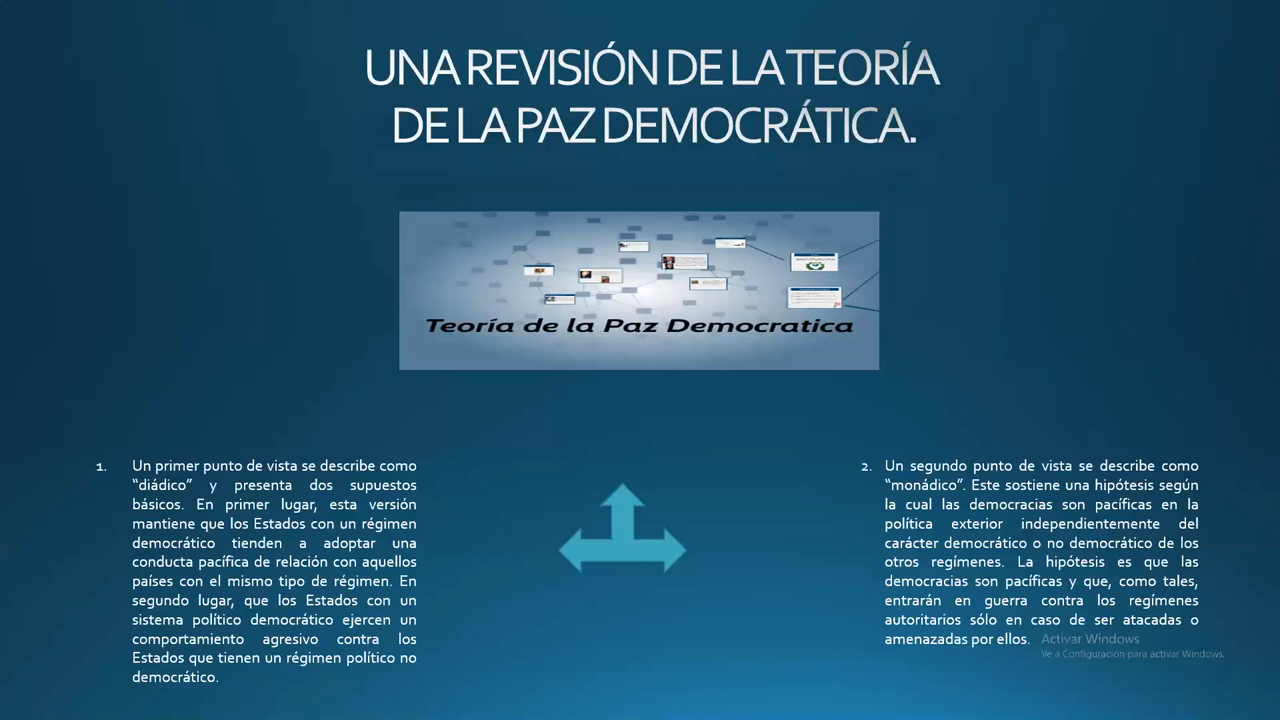 UNA REVISIÓN DE LA TEORÍA
DE LA PAZ DEMOCRÁTICA.
Teoría de la Paz Democratica
1. Un primer punto de vista se describe como
“diádico” y presenta dos supuestos
básicos. En primer lugar, esta versión
mantiene que los Estados con un régimen
democrático tienden a adoptar una
conducta pacífica de relación con aquellos
países con el mismo tipo de régimen. En
segundo lugar, que los Estados con un
sistema político democrático ejercen un
comportamiento agresivo contra los
Estados que tienen un régimen político no
democrático.
2. Un segundo punto de vista se describe como
“monádico”. Este sostiene una hipótesis según
la cual las democracias son pacíficas en la
política exterior independientemente del
carácter democrático o no democrático de los
otros regímenes. La hipótesis es que las
democracias son pacíficas y que, como tales,
entrarán en guerra contra los regímenes
autoritarios sólo en caso de ser atacadas o
amenazadas por ellos.
Activar Windows
Ve a Configuración para activar Windows.